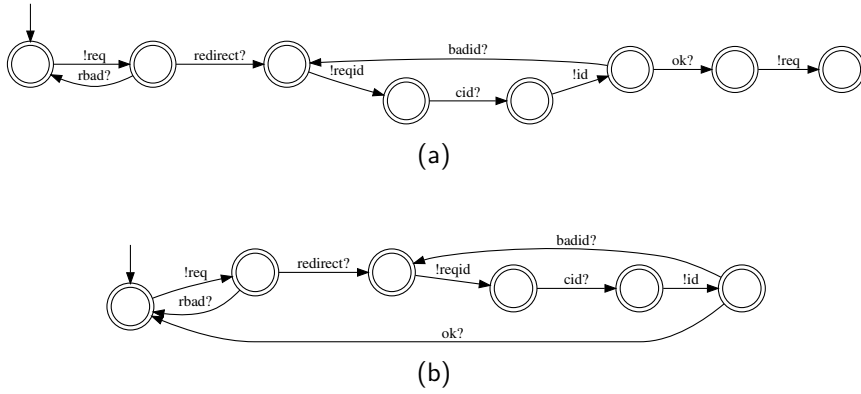 !req
rbad?
redirect?
!reqid
cid?
!id
badid?
ok?
!req
(a)
!req
rbad?
redirect?
!reqid
cid?
!id
badid?
ok?
(b)